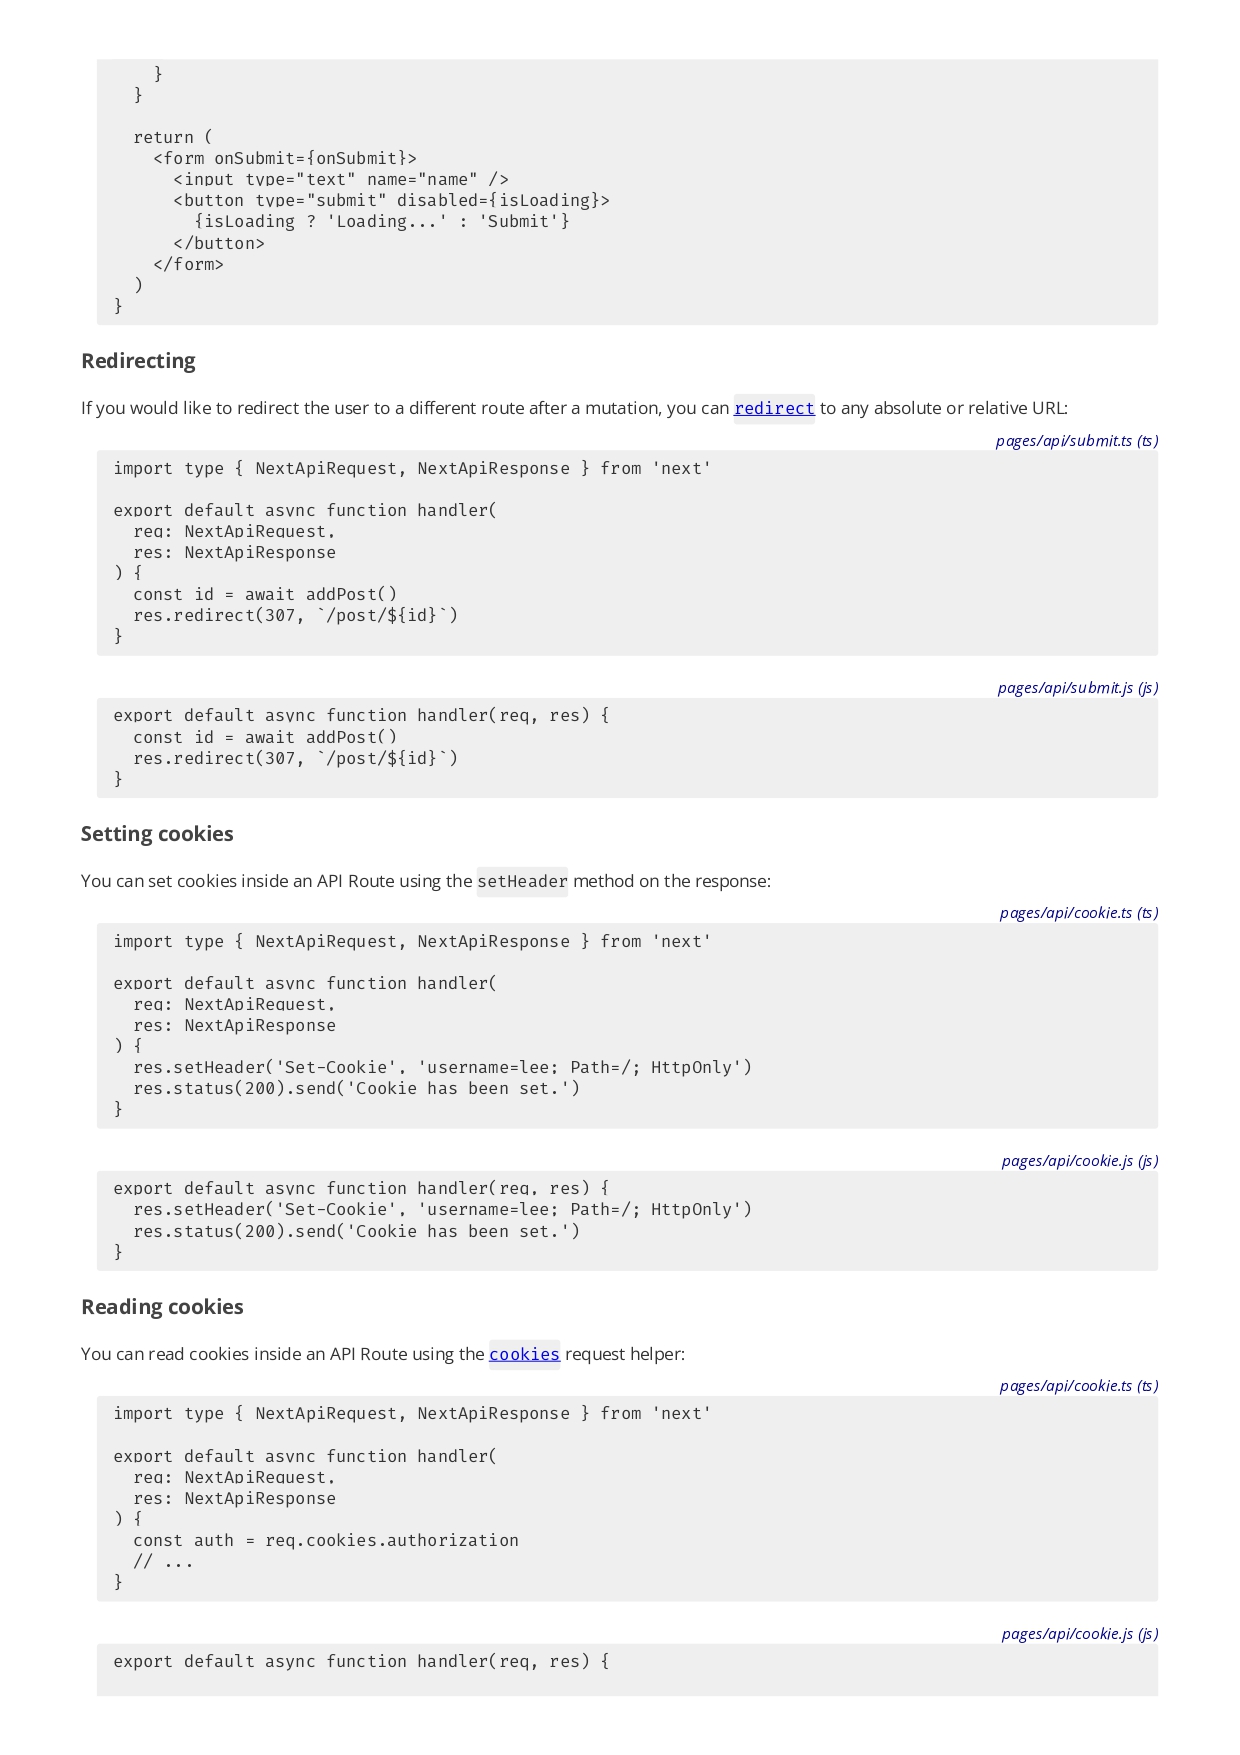 }
  }

  return (
    <form onSubmit={onSubmit}>
      <input type="text" name="name" />
      <button type="submit" disabled={isLoading}>
        {isLoading ? 'Loading...' : 'Submit'}
      </button>
    </form>
  )
}
Redirecting
If you would like to redirect the user to a different route after a mutation, you can redirect to any absolute or relative URL:
pages/api/submit.ts (ts)
import type { NextApiRequest, NextApiResponse } from 'next'

export default async function handler(
  req: NextApiRequest,
  res: NextApiResponse
) {
  const id = await addPost()
  res.redirect(307, `/post/${id}`)
}
pages/api/submit.js (js)
export default async function handler(req, res) {
  const id = await addPost()
  res.redirect(307, `/post/${id}`)
}
Setting cookies
You can set cookies inside an API Route using the setHeader method on the response:
pages/api/cookie.ts (ts)
import type { NextApiRequest, NextApiResponse } from 'next'

export default async function handler(
  req: NextApiRequest,
  res: NextApiResponse
) {
  res.setHeader('Set-Cookie', 'username=lee; Path=/; HttpOnly')
  res.status(200).send('Cookie has been set.')
}
pages/api/cookie.js (js)
export default async function handler(req, res) {
  res.setHeader('Set-Cookie', 'username=lee; Path=/; HttpOnly')
  res.status(200).send('Cookie has been set.')
}
Reading cookies
You can read cookies inside an API Route using the cookies request helper:
pages/api/cookie.ts (ts)
import type { NextApiRequest, NextApiResponse } from 'next'

export default async function handler(
  req: NextApiRequest,
  res: NextApiResponse
) {
  const auth = req.cookies.authorization
  // ...
}
pages/api/cookie.js (js)
export default async function handler(req, res) {